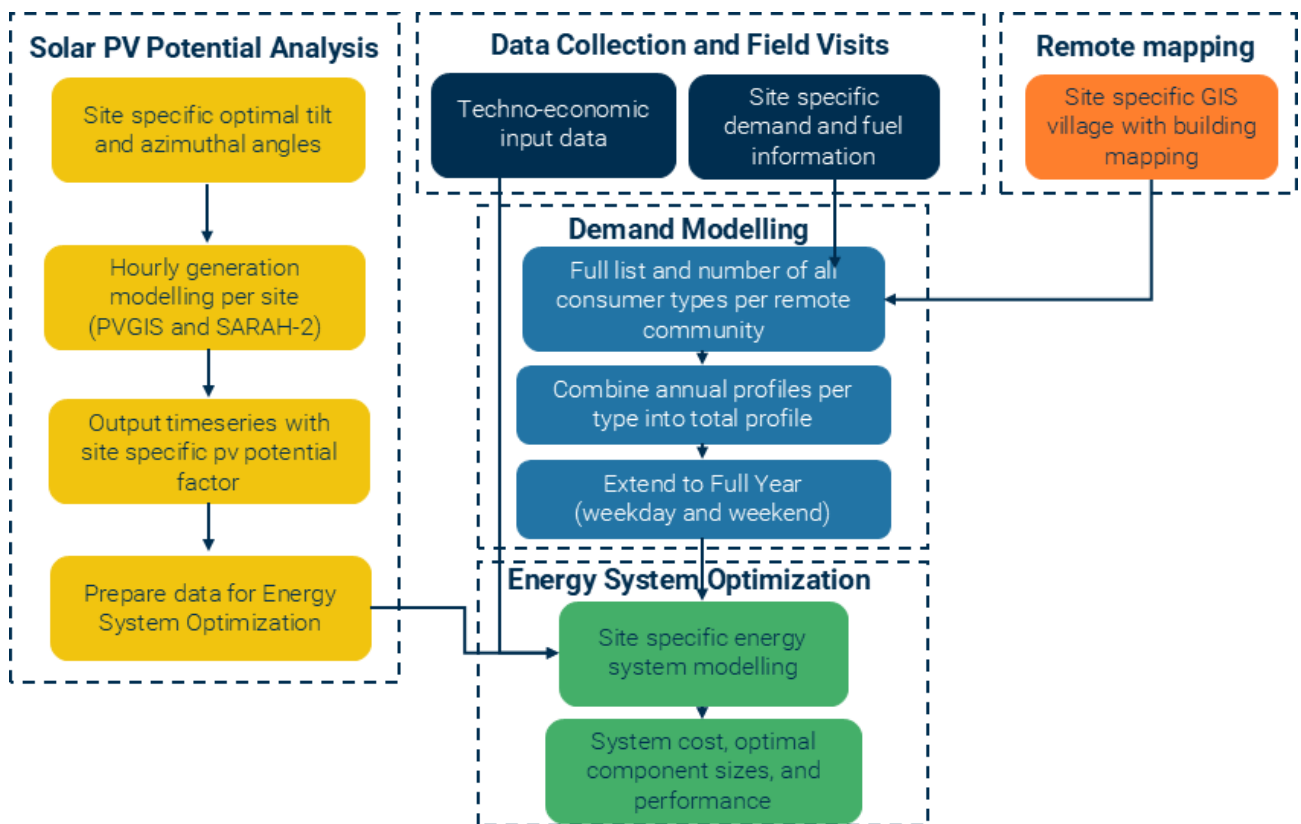 Solar PV Potential Analysis
Site specific optimal tilt
and azimuthal angles
Hourly generation
modelling per site
(PVGIS and SARAH-2)
Output timeseries with
site specific pv potential
factor
Prepare data for Energy
System Optimization
Data Collection and Field Visits
Techno-economic
input data
Site specific
demand and fuel
information
Remote mapping
Site specific GIS
village with building
mapping
Demand Modelling
Full list and number of all
consumer types per remote
community
Combine annual profiles per
type into total profile
Extend to Full Year
(weekday and weekend)
Energy System Optimization
Site specific energy
system modelling
System cost, optimal
component sizes, and
performance